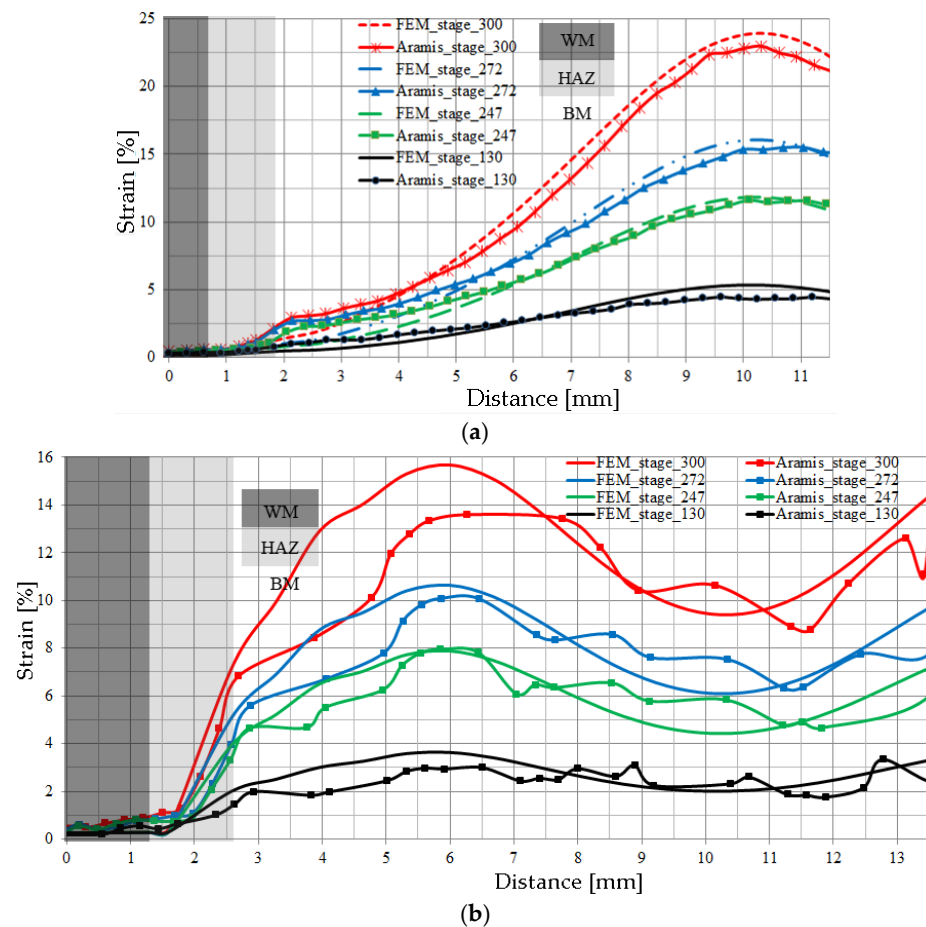 25
20
15
10
5
0
Strain [%]
FEM_stage_300
Aramis_stage_300
FEM_stage_272
Aramis_stage_272
FEM_stage_247
Aramis_stage_247
FEM_stage_130
Aramis_stage_130
WM
HAZ
BM
0 1 2 3 4 5 6 7 8 9 10 11
Distance [mm]
(a)
16
14
12
10
8
6
4
2
0
Strain [%]
WM
HAZ
BM
FEM_stage_300 Aramis_stage_300
FEM_stage_272 Aramis_stage_272
FEM_stage_247 Aramis_stage_247
FEM_stage_130 Aramis_stage_130
0 1 2 3 4 5 6 7 8 9 10 11 12 13
Distance [mm]
(b)